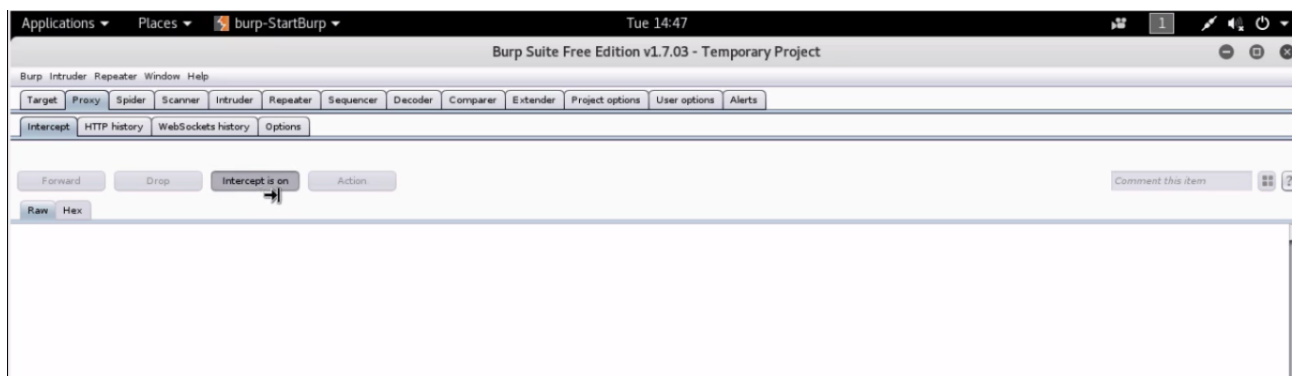 Applications Places burp-StartBurp Tue 14:47 1
Burp Suite Free Edition v1.7.03 - Temporary Project
Burp Intruder Repeater Window Help
Target Proxy Spider Scanner Intruder Repeater Sequencer Decoder Comparer Extender Project options User options Alerts
Intercept HTTP history WebSockets history Options
Forward Drop Intercept is on Action Comment this item ?
Raw Hex